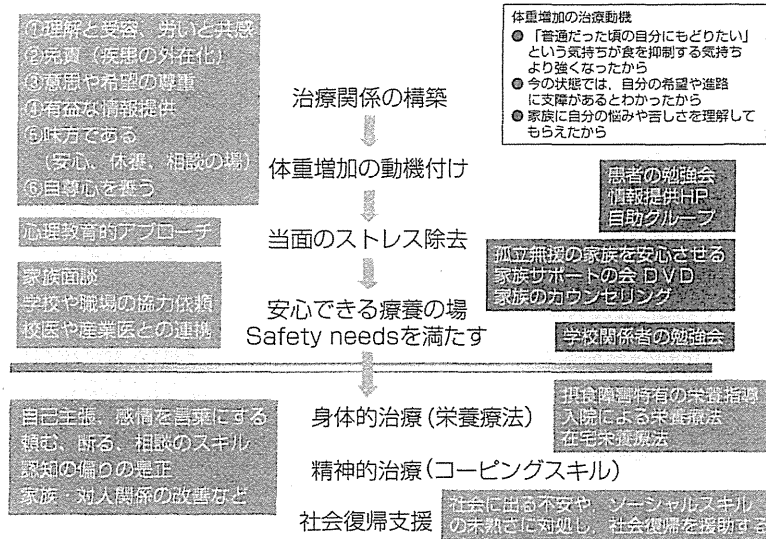 ①理解と受容、労いと共感
②免責(疾患の外在化)
③意思や希望の尊重
④有益な情報提供
⑤味方である
(安心、休養、相談の場)
⑥自尊心を養う
心理教育的アプローチ
家族面談
学校や職場の協力依頼
校医や産業医との連携
治療関係の構築
体重増加の動機付け
当面のストレス除去
安心できる療養の場
Safety needsを満たす
体重増加の治療動機
●「普通だった頃の自分にもどりたい」
という気持ちが食を抑制する気持ち
より強くなったから
●今の状態では、自分の希望や進路
に支障があるとわかったから
●家族に自分の悩みや苦しさを理解して
もらえたから
患者の勉強会
情報提供HP
自助グループ
孤立無援の家族を安心させる
家族サポートの会 DVD
家族のカウンセリング
学校関係者の勉強会
自己主張、感情を言葉にする
頼む、断る、相談のスキル
認知の偏りの是正
家族・対人関係の改善など
身体的治療(栄養療法)
精神的治療(コーピングスキル)
社会復帰支援
摂食障害特有の栄養指導
入院による栄養療法
在宅栄養療法
社会に出る不安や、ソーシャルスキル
の未熟さに対処し、社会復帰を援助する